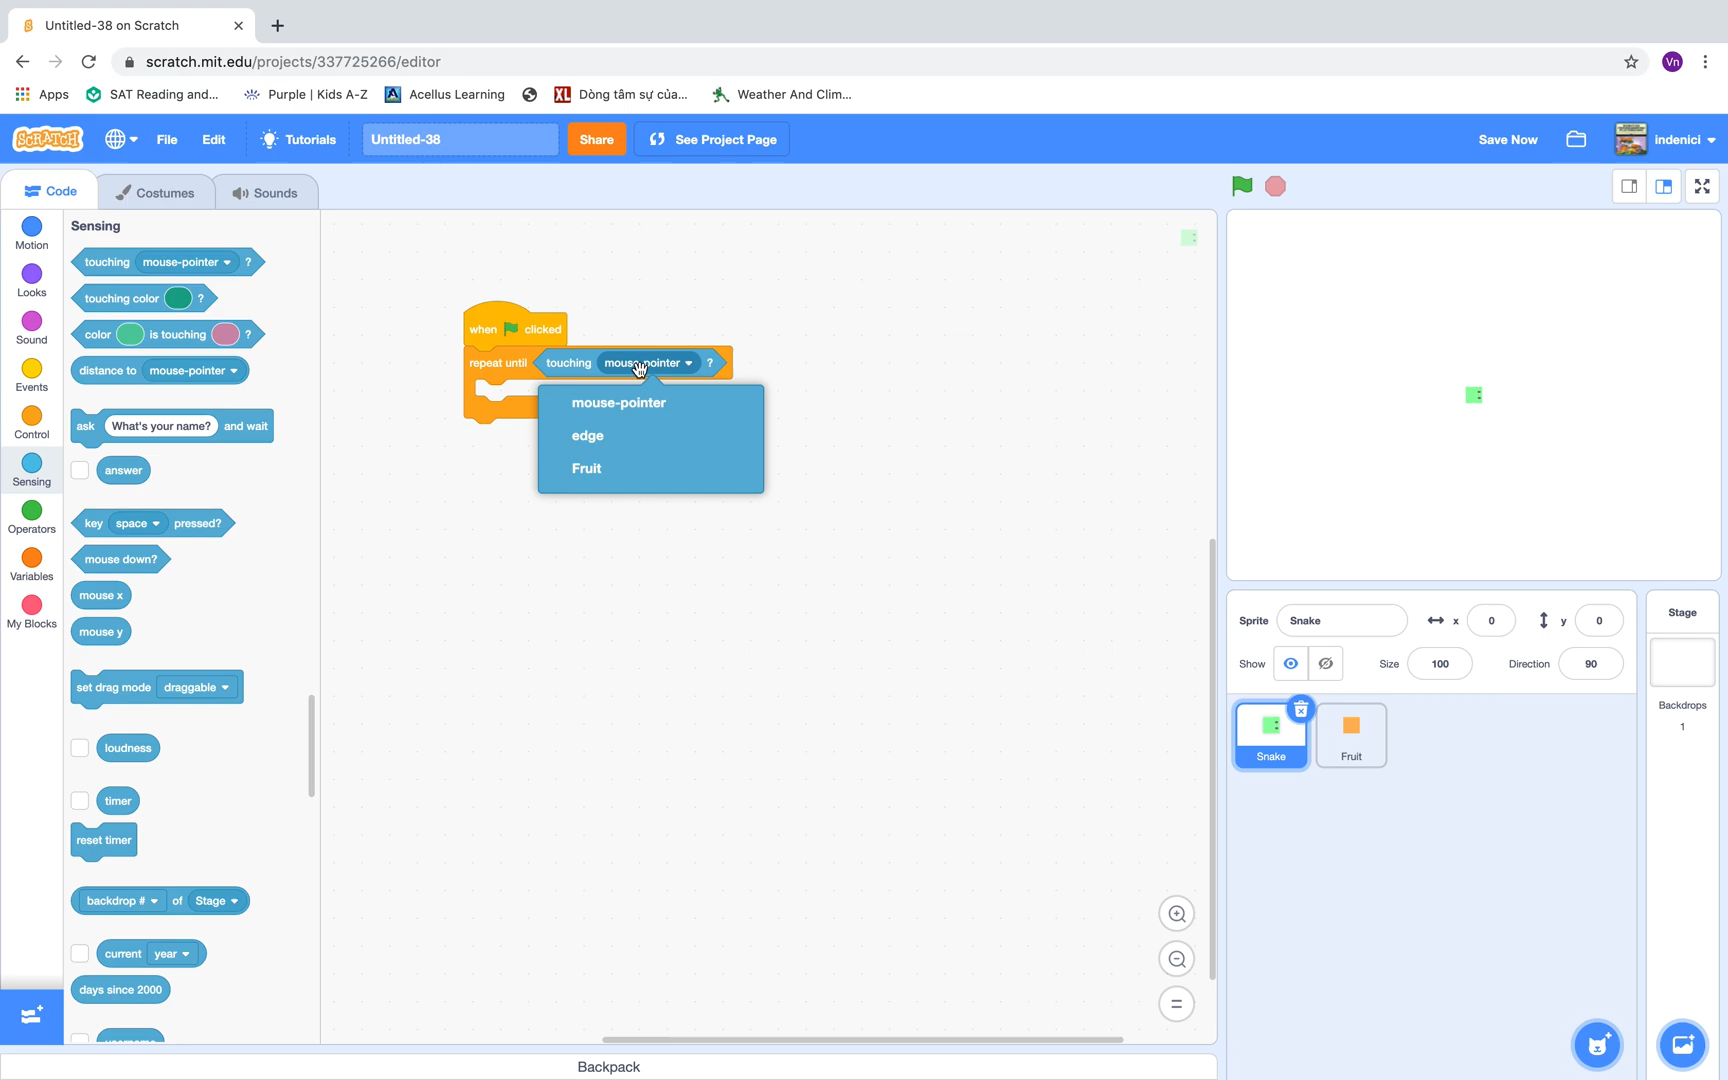 Untitled-38 on Scratch
scratch.mit.edu/projects/337725266/editor
Vn
Apps
SAT Reading and...
Purple | Kids A-Z
Acellus Learning
XL
Dòng tâm sự của...
Weather And Clim...
SCRATCH
File
Edit
Tutorials
Untitled-38
Share
See Project Page
Save Now
indenici
Code
Costumes
Sounds
Motion
Looks
Sound
Events
Control
Sensing
Operators
Variables
My Blocks
Sensing
touching mouse-pointer ?
touching color ?
color is touching ?
distance to mouse-pointer
ask What's your name? and wait
answer
key space pressed?
mouse down?
mouse x
mouse y
set drag mode draggable
loudness
timer
reset timer
backdrop # of Stage
current year
days since 2000
when clicked
repeat until touching mouse-pointer ?
mouse-pointer
edge
Fruit
Backpack
Sprite Snake x 0 y 0
Show Size 100 Direction 90
Snake
Fruit
Stage
Backdrops
1